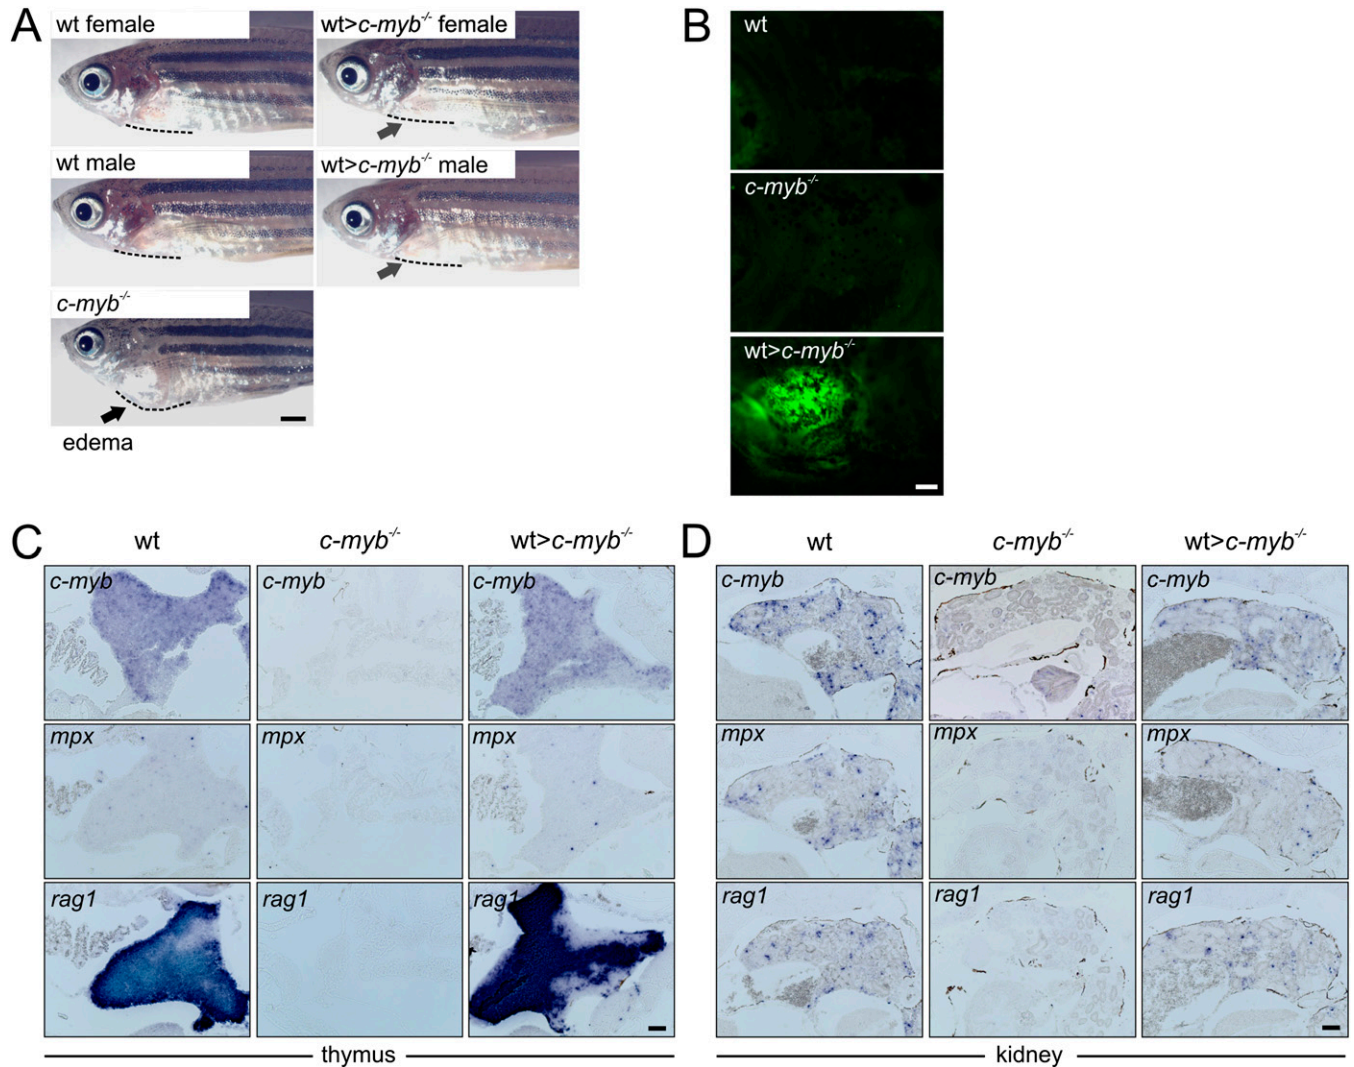 A
wt female
wt>c-myb-/- female
wt male
wt>c-myb-/- male
c-myb-/-
edema
B
wt
c-myb-/-
wt>c-myb-/-
C
wt
c-myb-/-
wt>c-myb-/-
c-myb
c-myb
c-myb
mpx
mpx
mpx
rag1
rag1
rag1
thymus
D
wt
c-myb-/-
wt>c-myb-/-
c-myb
c-myb
c-myb
mpx
mpx
mpx
rag1
rag1
rag1
kidney